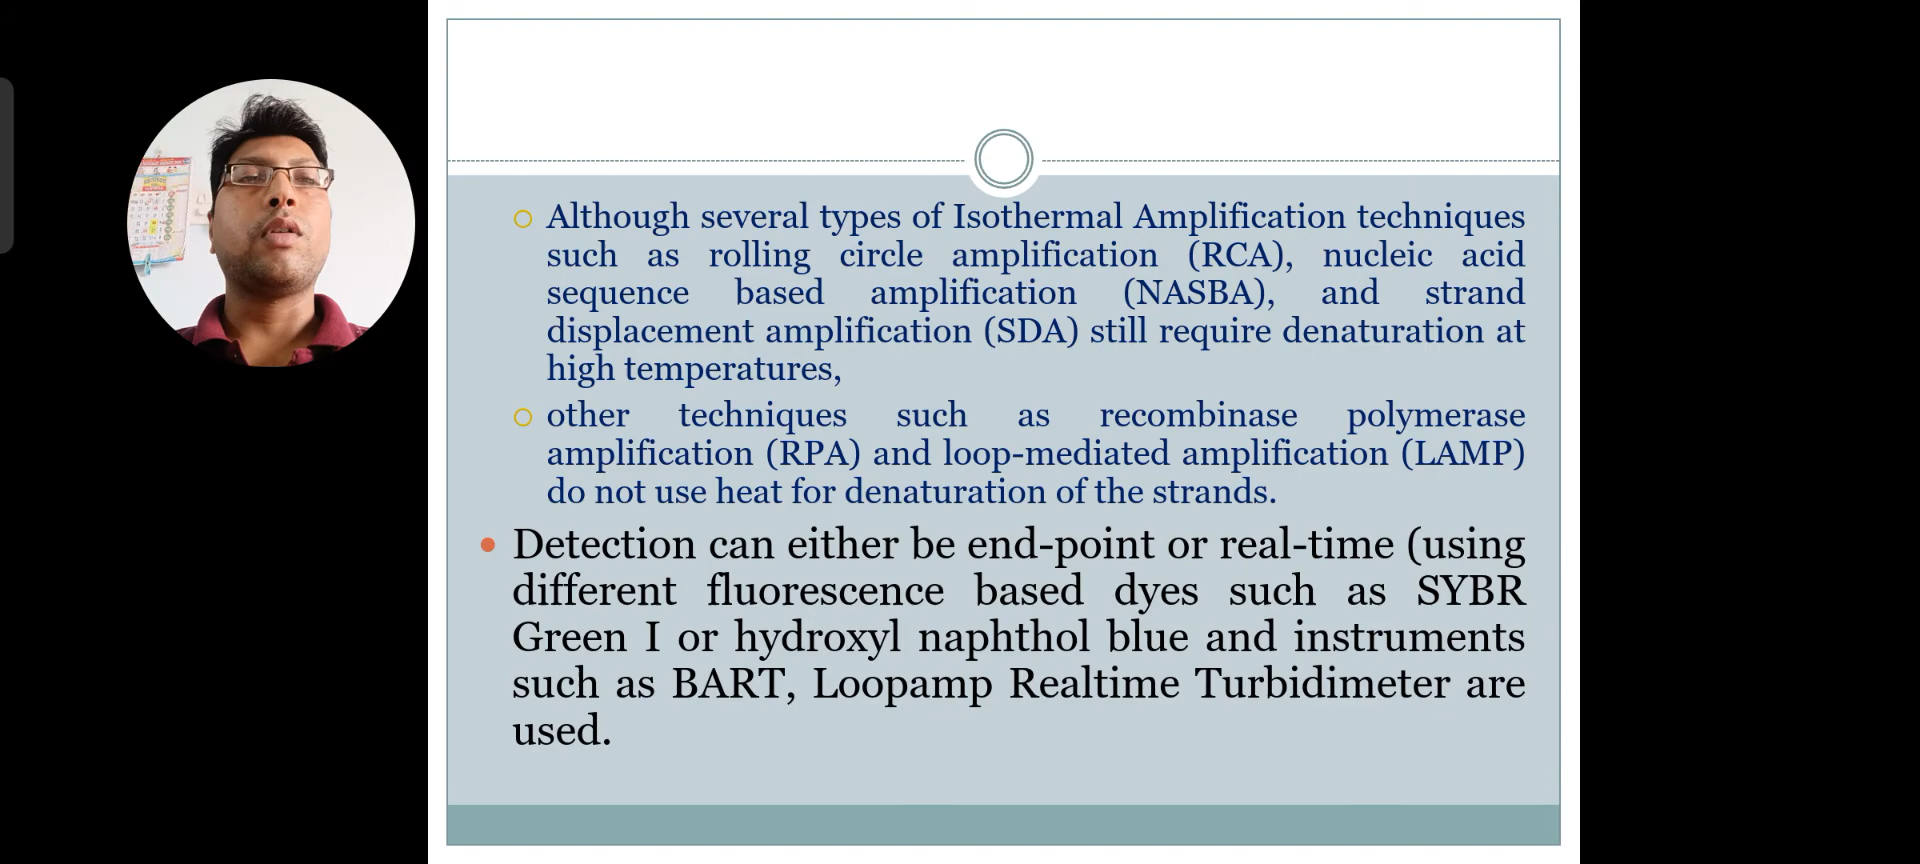 Although several types of Isothermal Amplification techniques
such as rolling circle amplification (RCA), nucleic acid
sequence based amplification (NASBA), and strand
displacement amplification (SDA) still require denaturation at
high temperatures,
other techniques such as recombinase polymerase
amplification (RPA) and loop-mediated amplification (LAMP)
do not use heat for denaturation of the strands.
Detection can either be end-point or real-time (using
different fluorescence based dyes such as SYBR
Green I or hydroxyl naphthol blue and instruments
such as BART, Loopamp Realtime Turbidimeter are
used.